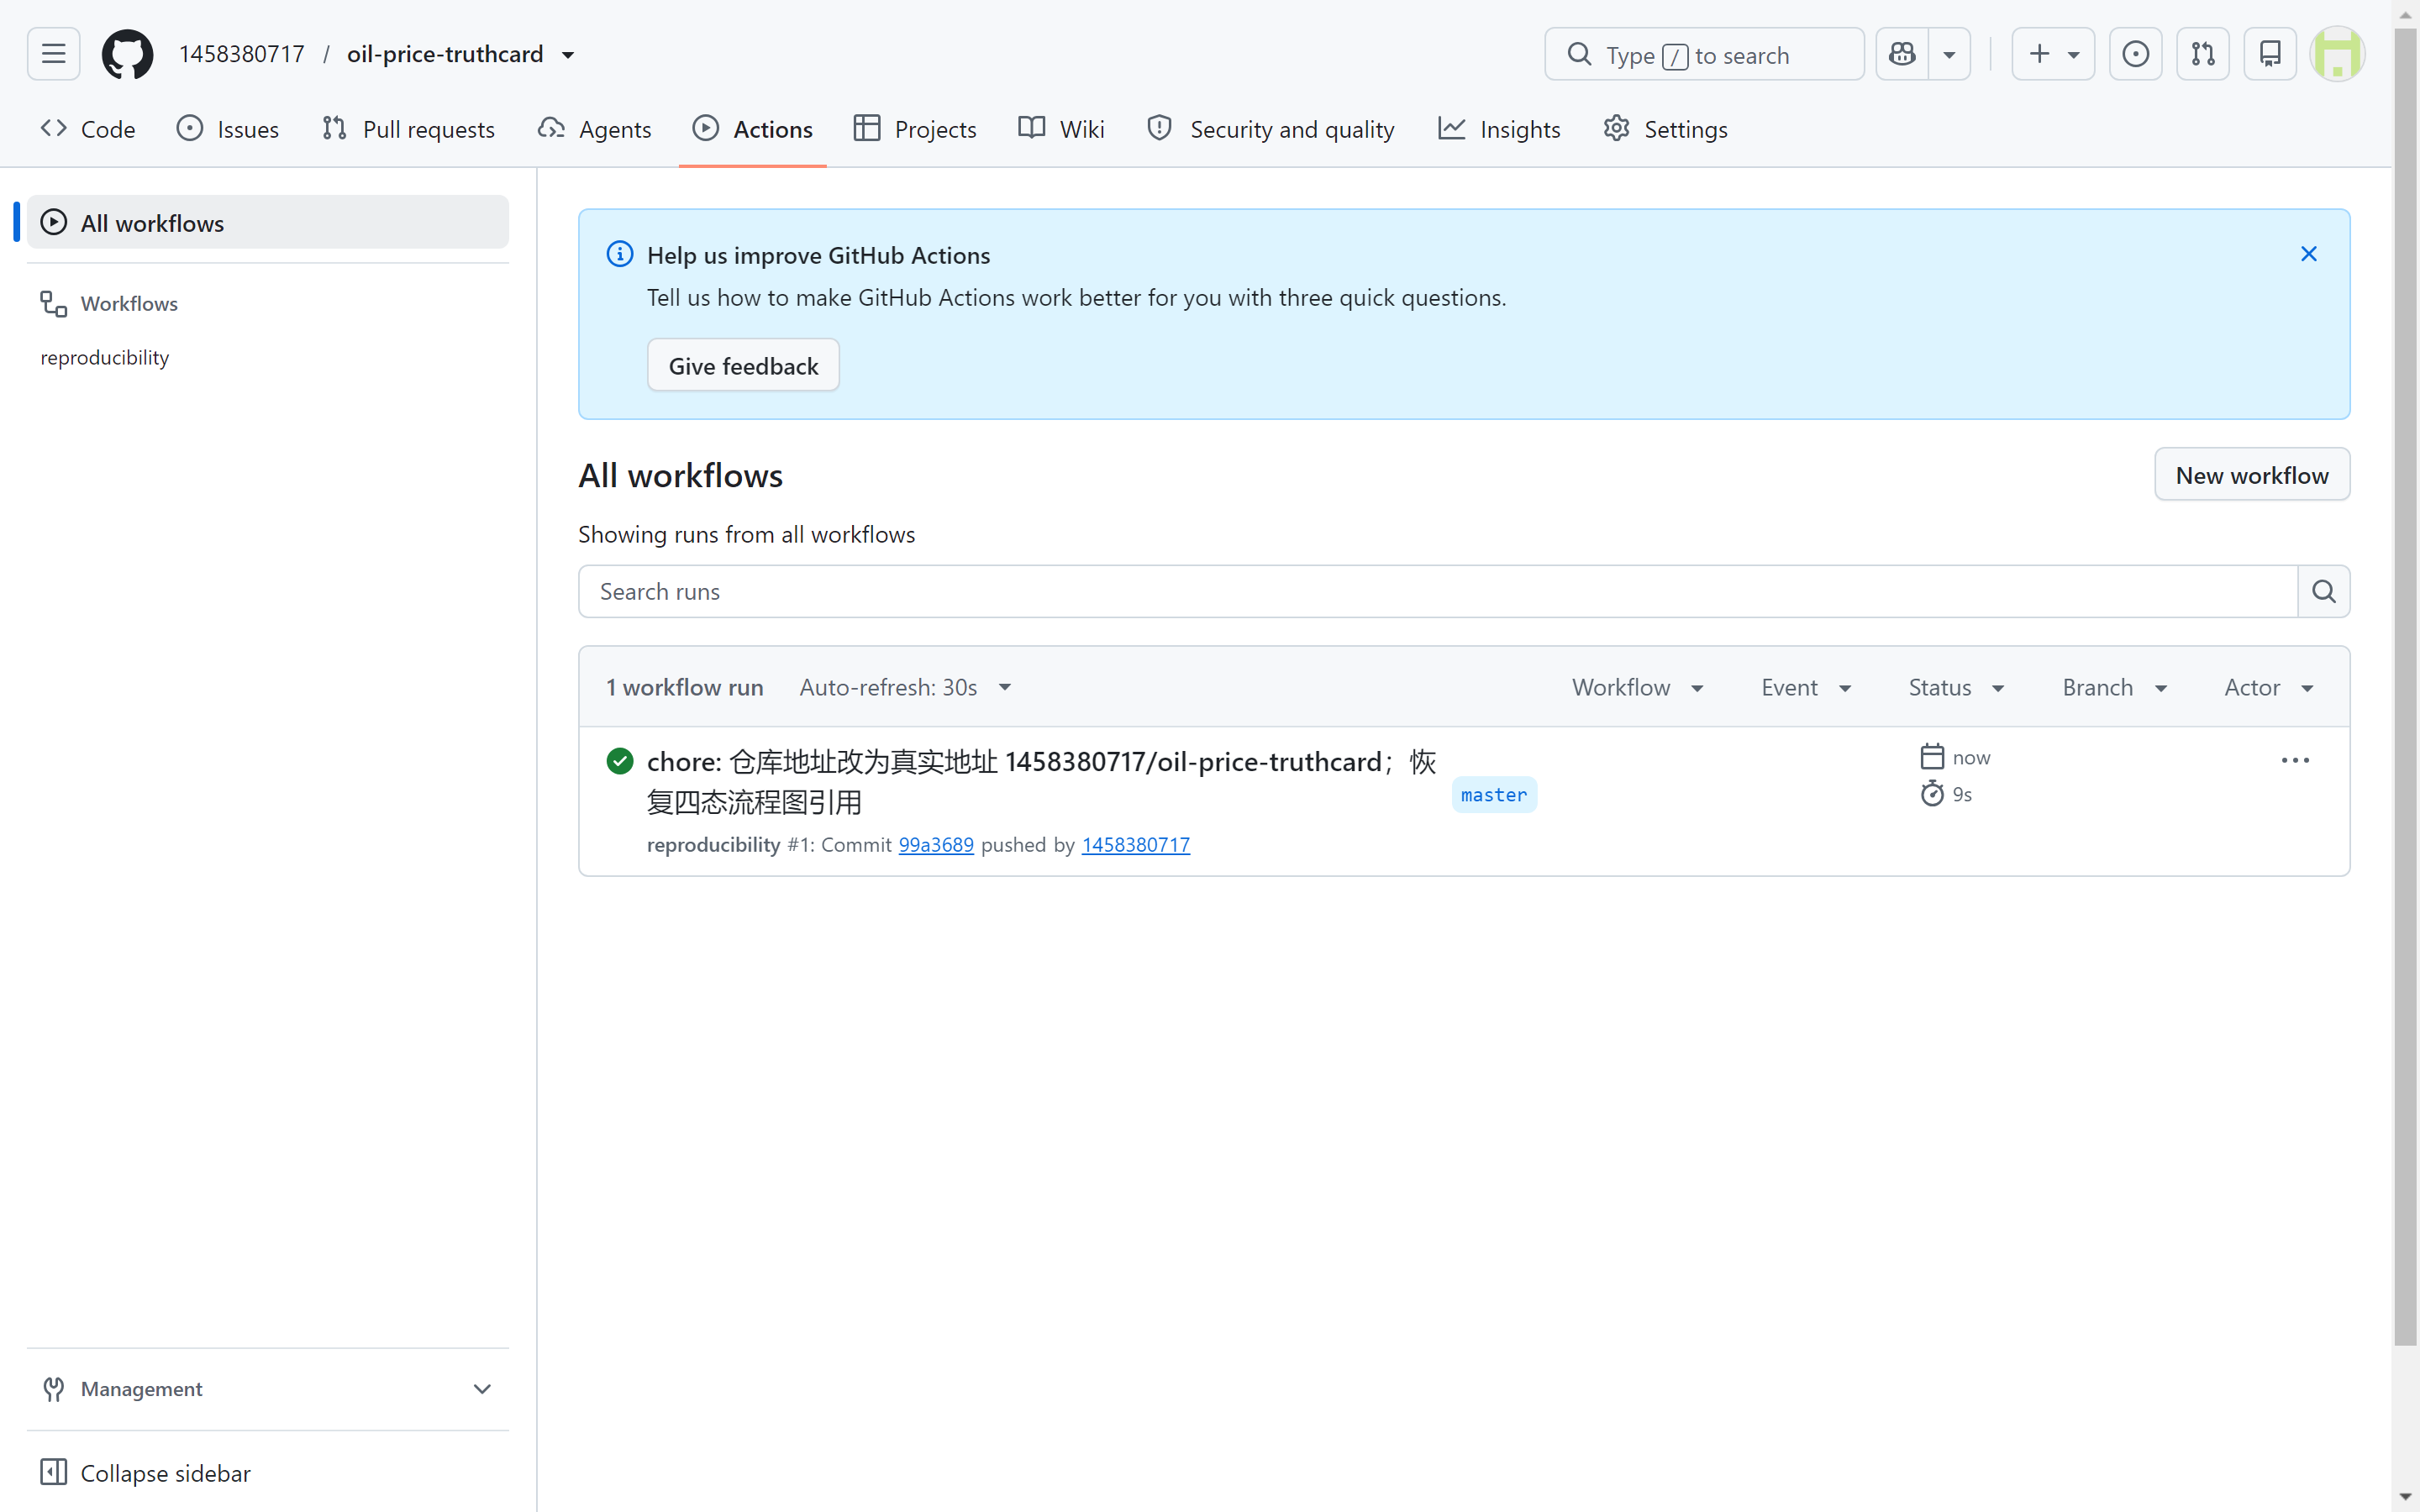 1458380717 / oil-price-truthcard
Type / to search
Code
Issues
Pull requests
Agents
Actions
Projects
Wiki
Security and quality
Insights
Settings
All workflows
Workflows
reproducibility
Management
Collapse sidebar
Help us improve GitHub Actions
Tell us how to make GitHub Actions work better for you with three quick questions.
Give feedback
All workflows
New workflow
Showing runs from all workflows
Search runs
1 workflow run
Auto-refresh: 30s
Workflow
Event
Status
Branch
Actor
chore: 仓库地址改为真实地址 1458380717/oil-price-truthcard；恢
复四态流程图引用
master
now
9s
reproducibility #1: Commit 99a3689 pushed by 1458380717